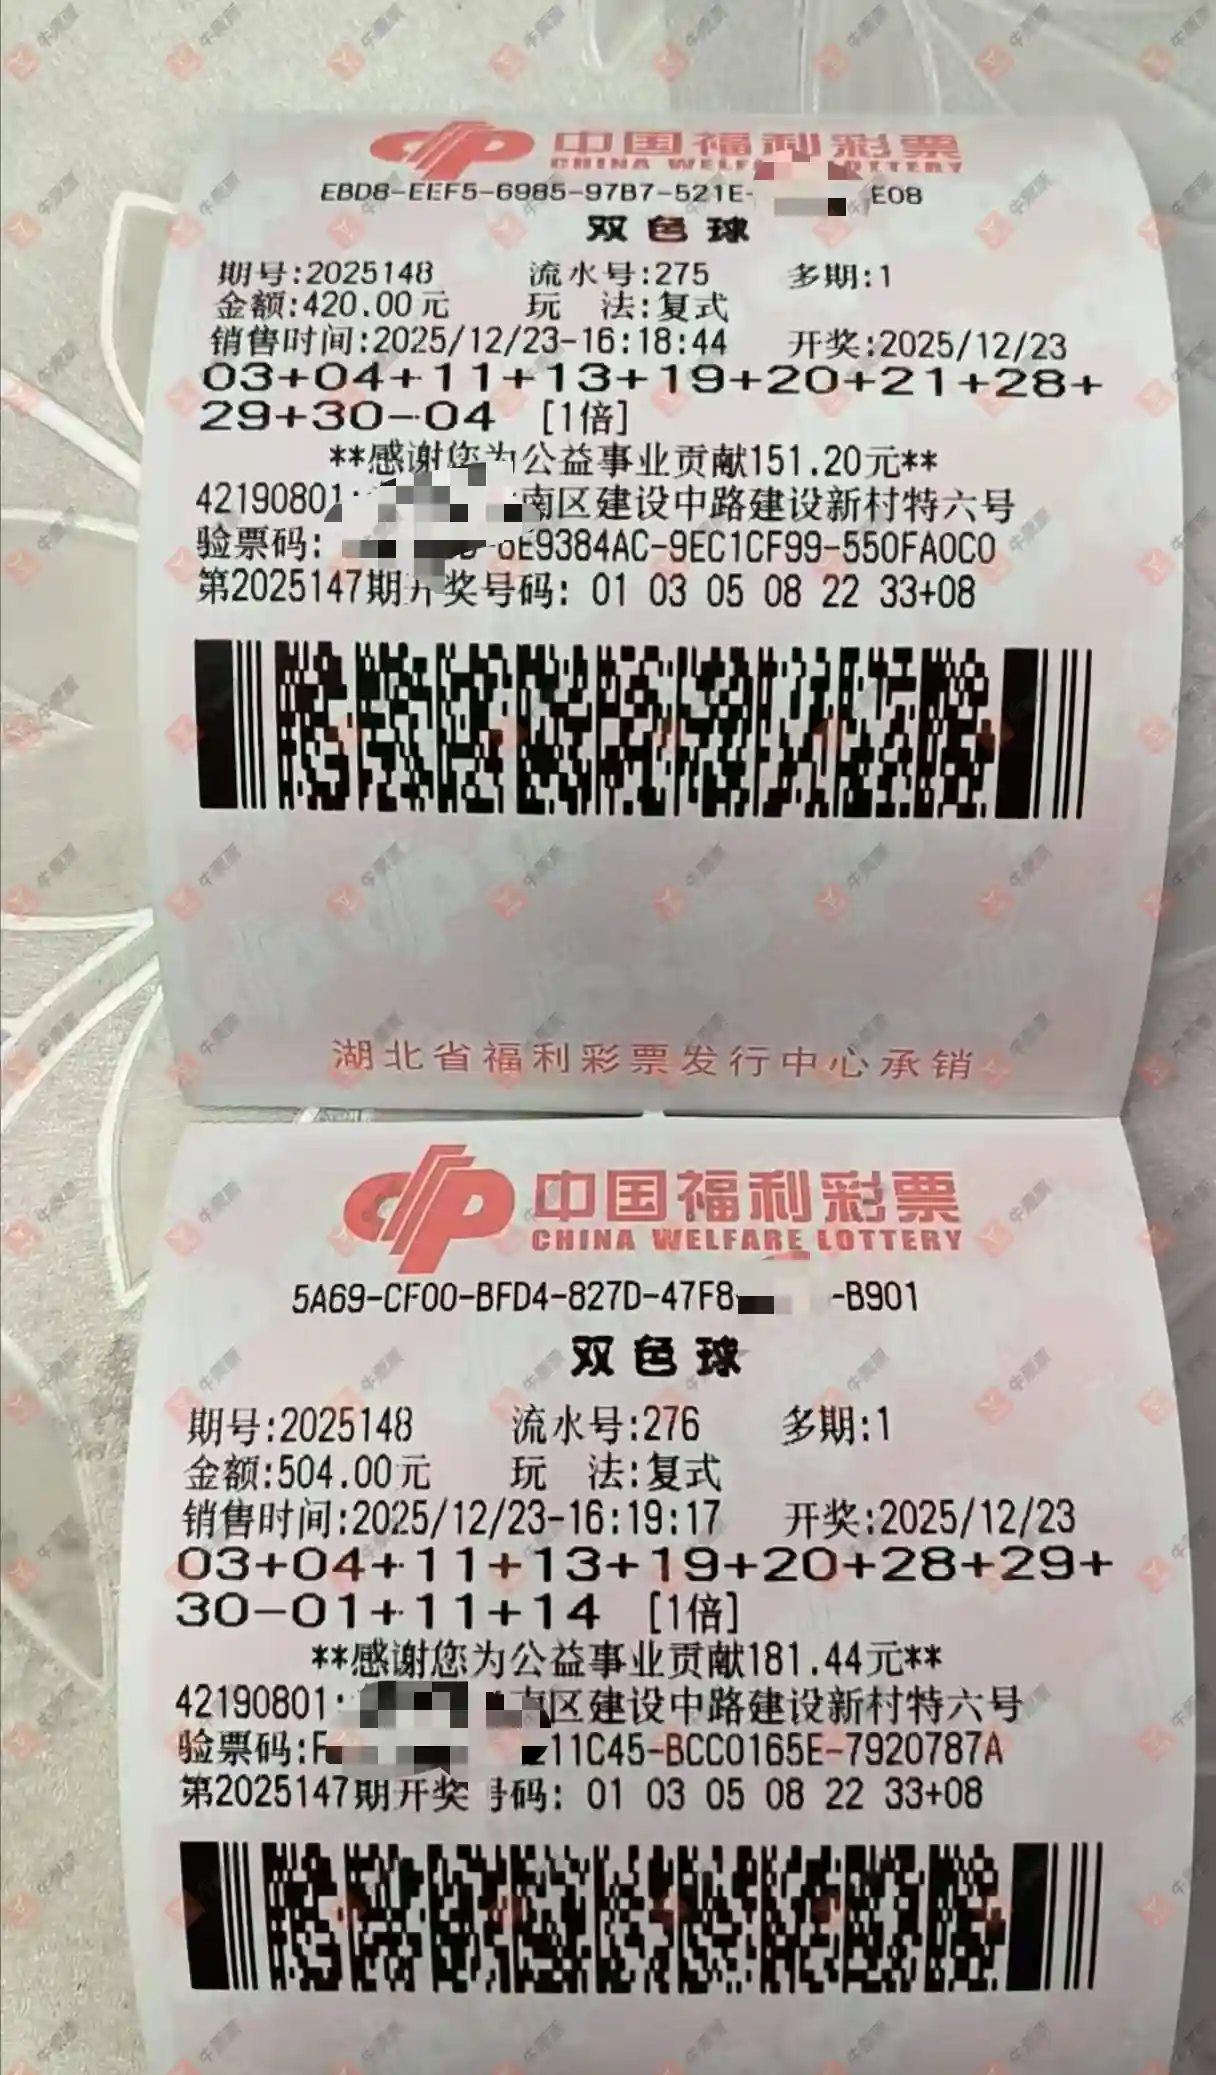 中国福利彩票
CHINA WELFARE LOTTERY
EBD8-EEF5-6985-97B7-521E- E08
双色球
期号:2025148 流水号:275 多期:1
金额:420.00元 玩 法:复式
销售时间:2025/12/23-16:18:44 开奖:2025/12/23
03+04+11+13+19+20+21+28+
29+30-04 [1倍]
**感谢您为公益事业贡献151.20元**
42190801 南区建设中路建设新村特六号
验票码: 6E9384AC-9EC1CF99-550FA0C0
第2025147期开奖号码: 01 03 05 08 22 33+08
湖北省福利彩票发行中心承销
中国福利彩票
CHINA WELFARE LOTTERY
5A69-CF00-BFD4-827D-47F8 -B901
双色球
期号:2025148 流水号:276 多期:1
金额:504.00元 玩 法:复式
销售时间:2025/12/23-16:19:17 开奖:2025/12/23
03+04+11+13+19+20+28+29+
30-01+11+14 [1倍]
**感谢您为公益事业贡献181.44元**
42190801 南区建设中路建设新村特六号
验票码:F 11C45-BCC0165E-7920787A
第2025147期开奖号码: 01 03 05 08 22 33+08